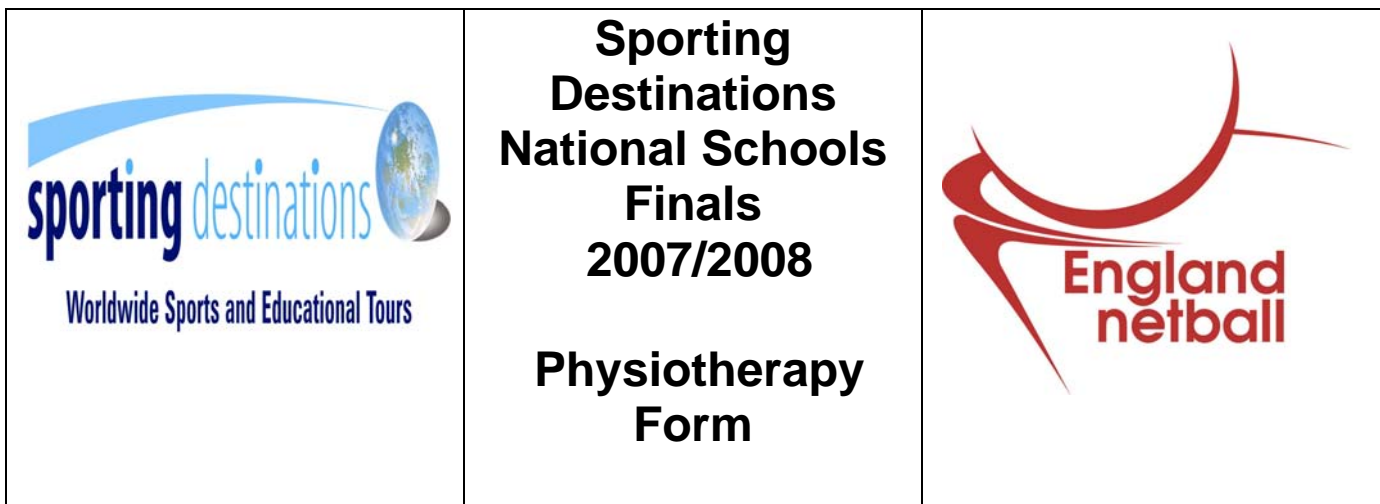 sporting destinations
Worldwide Sports and Educational Tours
Sporting
Destinations
National Schools
Finals
2007/2008
Physiotherapy
Form
England
netball